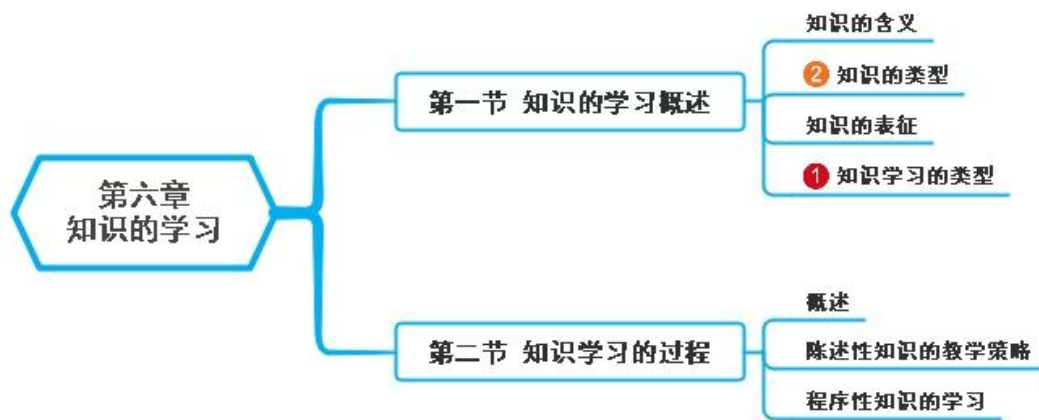 第六章
知识的学习
第一节 知识的学习概述
知识的含义
2 知识的类型
知识的表征
1 知识学习的类型
第二节 知识学习的过程
概述
陈述性知识的教学策略
程序性知识的学习